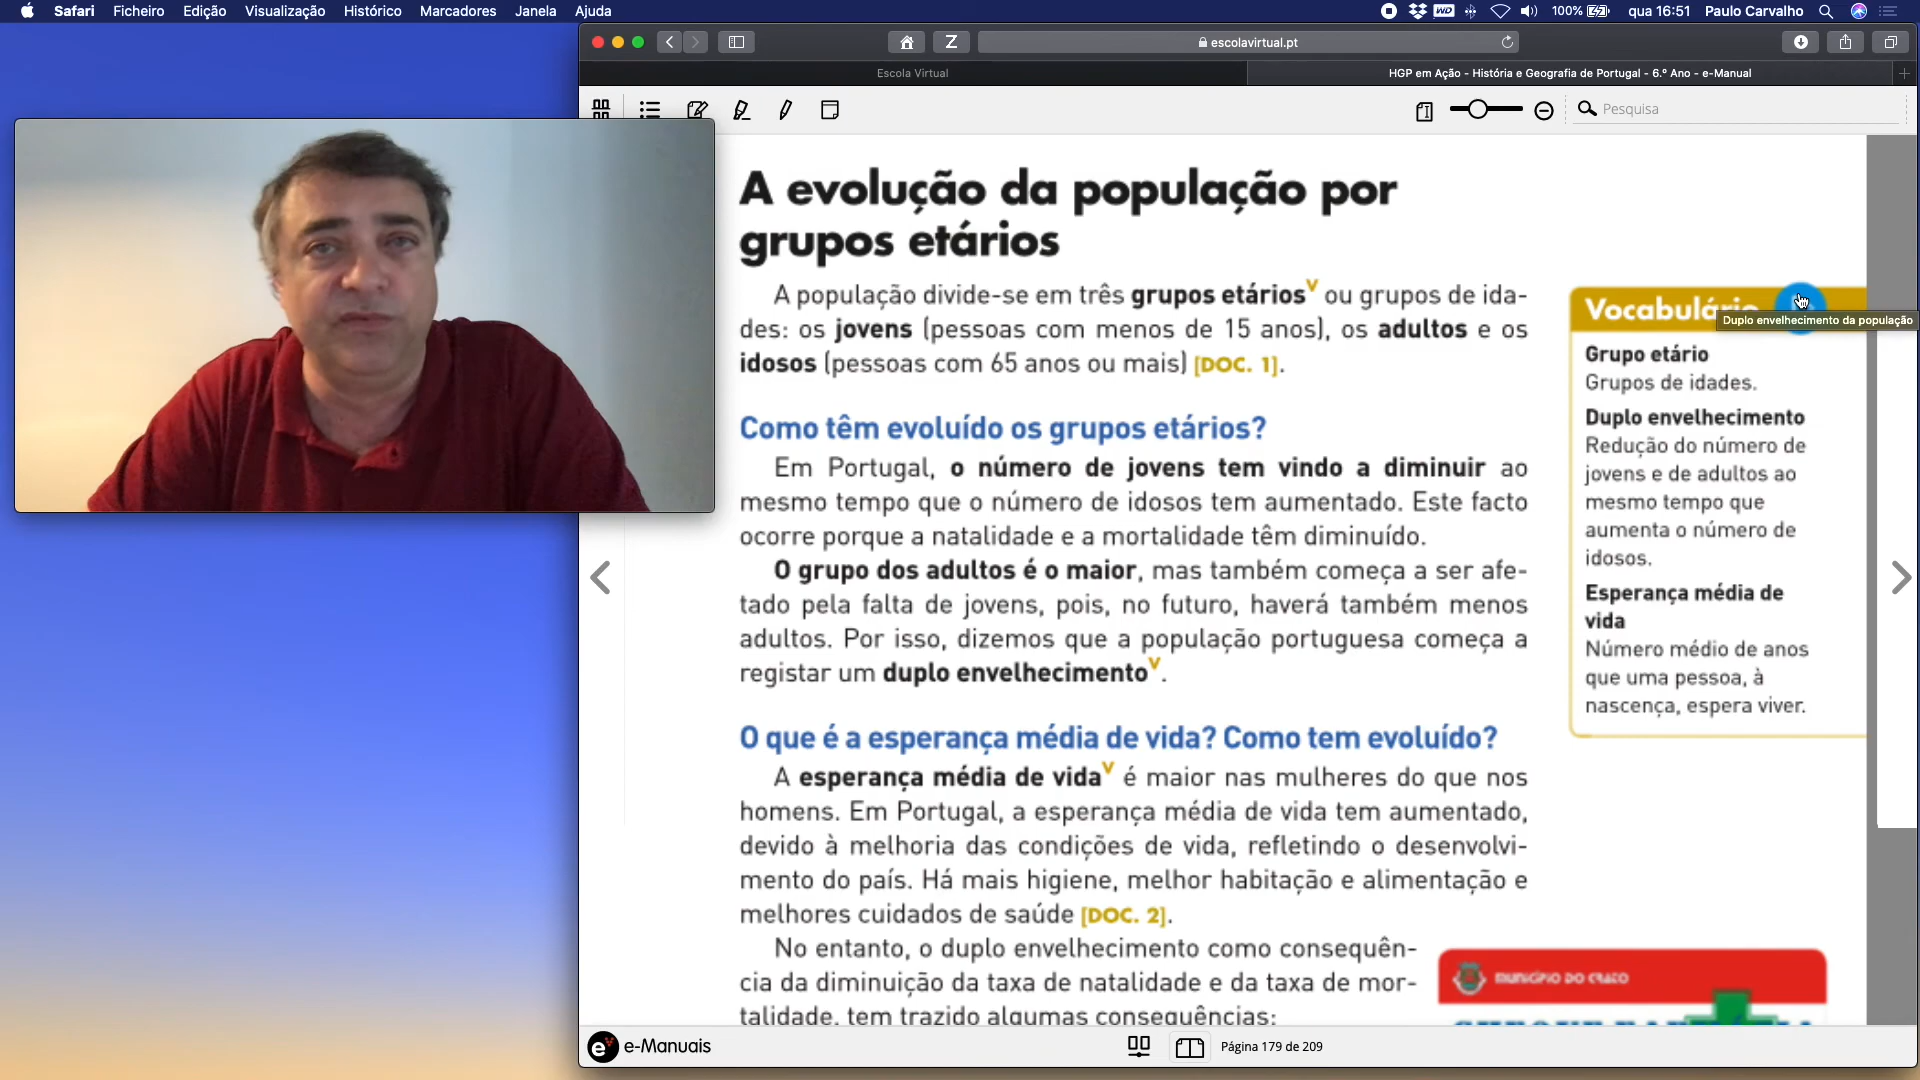 Safari Ficheiro Edição Visualização Histórico Marcadores Janela Ajuda
WD 100% qua 16:51 Paulo Carvalho
Z escolavirtual.pt
Escola Virtual
HGP em Ação - História e Geografia de Portugal - 6.º Ano - e-Manual
Pesquisa
A evolução da população por
grupos etários
A população divide-se em três grupos etáriosV ou grupos de ida-
des: os jovens (pessoas com menos de 15 anos), os adultos e os
idosos (pessoas com 65 anos ou mais) [DOC. 1].
Como têm evoluído os grupos etários?
Em Portugal, o número de jovens tem vindo a diminuir ao
mesmo tempo que o número de idosos tem aumentado. Este facto
ocorre porque a natalidade e a mortalidade têm diminuído.
O grupo dos adultos é o maior, mas também começa a ser afe-
tado pela falta de jovens, pois, no futuro, haverá também menos
adultos. Por isso, dizemos que a população portuguesa começa a
registar um duplo envelhecimentoV.
O que é a esperança média de vida? Como tem evoluído?
A esperança média de vidaV é maior nas mulheres do que nos
homens. Em Portugal, a esperança média de vida tem aumentado,
devido à melhoria das condições de vida, refletindo o desenvolvi-
mento do país. Há mais higiene, melhor habitação e alimentação e
melhores cuidados de saúde [DOC. 2].
No entanto, o duplo envelhecimento como consequên-
cia da diminuição da taxa de natalidade e da taxa de mor-
talidade, tem trazido algumas consequências:
Vocabulário
Duplo envelhecimento da população
Grupo etário
Grupos de idades.
Duplo envelhecimento
Redução do número de
jovens e de adultos ao
mesmo tempo que
aumenta o número de
idosos.
Esperança média de
vida
Número médio de anos
que uma pessoa, à
nascença, espera viver.
MUNICÍPIO DO CRATO
e-Manuais
Página 179 de 209